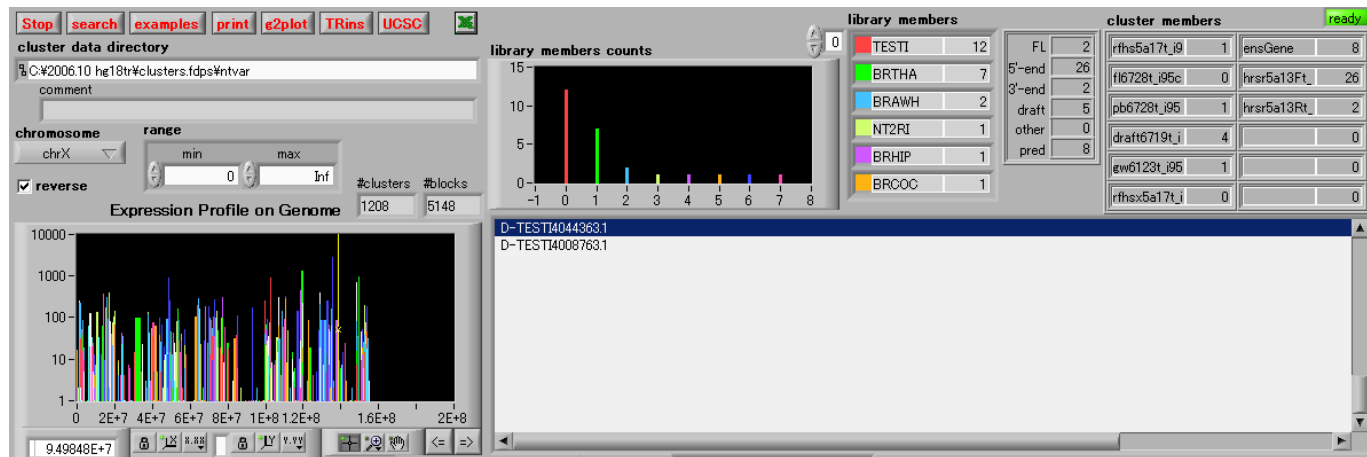 Stop search examples print g2plot TRins UCSC
cluster data directory
C:¥2006.10 hg18tr¥clusters.fdps¥ntvar
comment
chromosome range
chrX min max
0 Inf
reverse
#clusters #blocks
1208 5148
Expression Profile on Genome
10000
1000
100
10
1
0 2E+7 4E+7 6E+7 8E+7 1E+8 1.2E+8 1.6E+8 2E+8
9.49848E+7 X X.XX Y Y.YY <= =>
library members counts
0
15
10
5
0
-1 0 1 2 3 4 5 6 7 8
library members
TESTI 12
BRTHA 7
BRAWH 2
NT2RI 1
BRHIP 1
BRCOC 1
FL 2
5'-end 26
3'-end 2
draft 5
other 0
pred 8
cluster members ready
rfhs5a17t_i9 1 ensGene 8
fl6728t_i95c 0 hrsr5a13Ft_ 26
pb6728t_i95 1 hrsr5a13Rt_ 2
draft6719t_i 4 0
gw6123t_i95 1 0
rfhsx5a17t_i 0 0
D-TESTI4044363.1
D-TESTI4008763.1